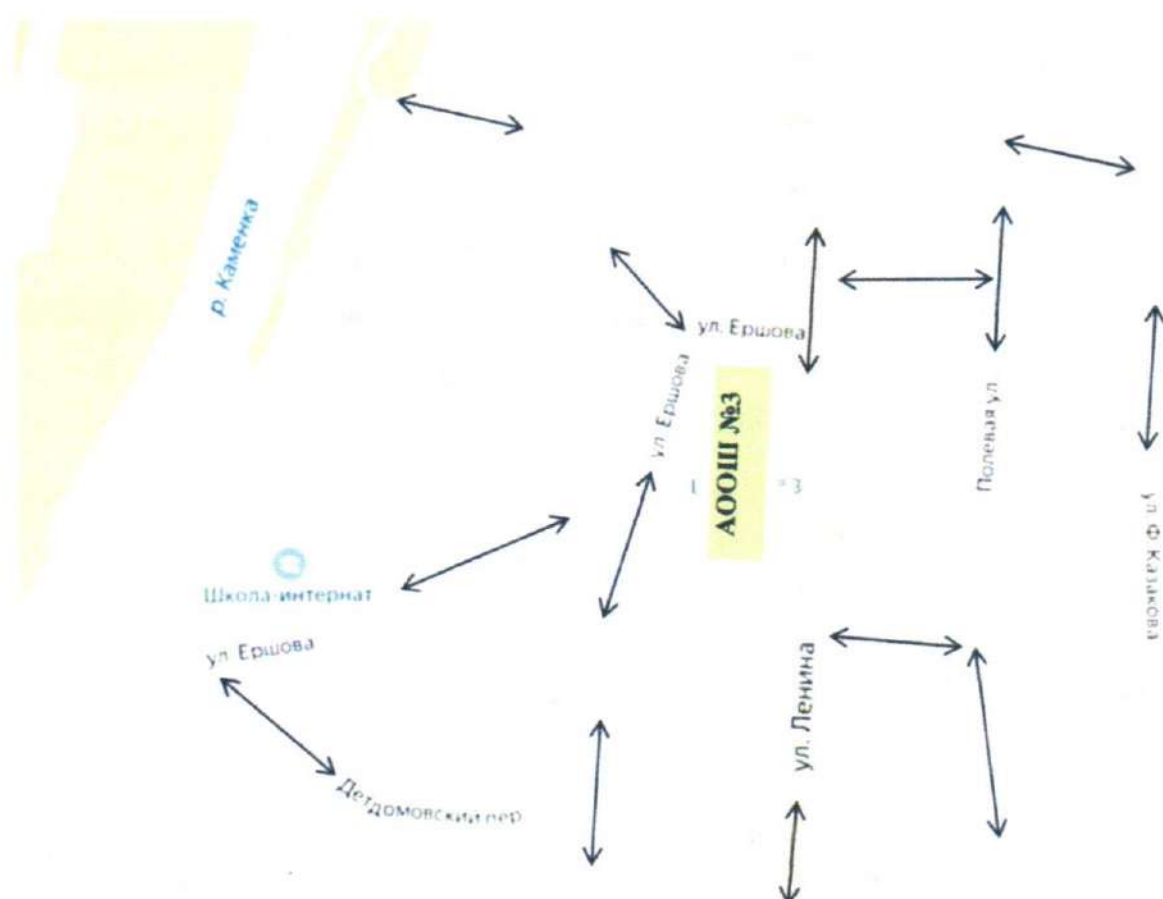 р. Каменка
ул. Ершова
ул Ершова
АООШ №3
3
Полевая ул
ул Ф Казакова
Школа-интернат
ул Ершова
ул. Ленина
Детдомовский пер